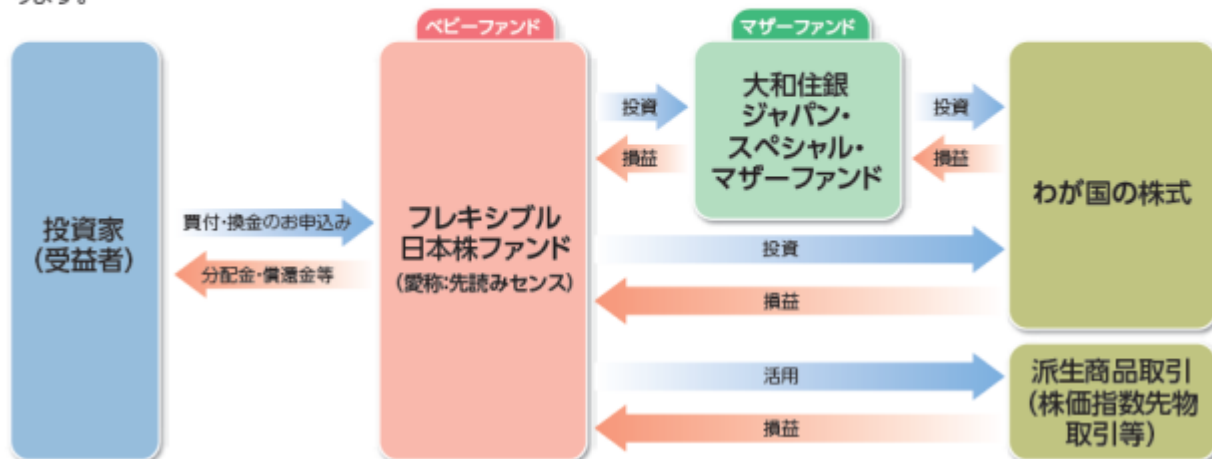 ります。
ベビーファンド
マザーファンド
投資家
(受益者)
買付・換金のお申込み
分配金・償還金等
フレキシブル
日本株ファンド
(愛称:先読みセンス)
投資
損益
大和住銀
ジャパン・
スペシャル・
マザーファンド
投資
損益
わが国の株式
投資
損益
活用
損益
派生商品取引
(株価指数先物
取引等)